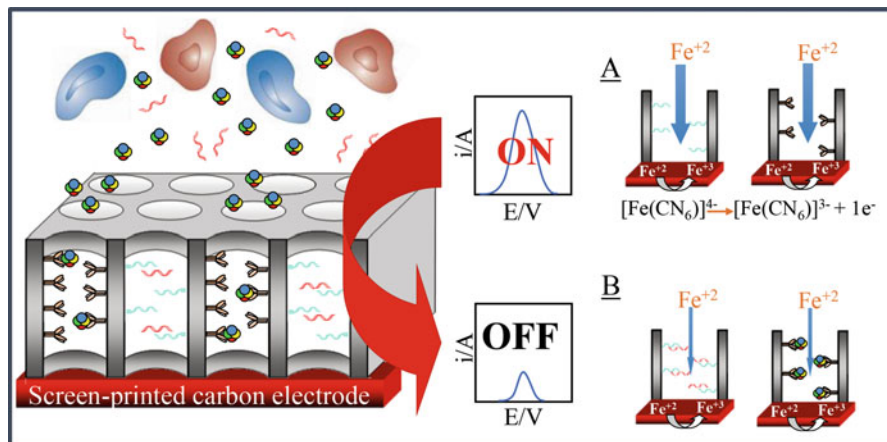 Screen-printed carbon electrode
i/A
ON
E/V
i/A
OFF
E/V
A
Fe+2 Fe+2
Fe+2 Fe+3 Fe+2 Fe+3
[Fe(CN6)]4- [Fe(CN6)]3- + 1e-
B
Fe+2 Fe+2
Fe+2 Fe+3 Fe+2 Fe+3